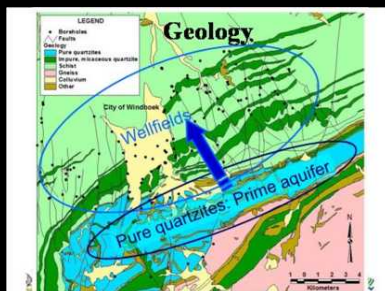 Geology
LEGEND
Boreholes
Faults
Geology
Pure quartzites
Impure, micaceous quartzite
Schist
Gneiss
Colluvium
Other
City of Windhoek
Wellfields
Pure quartzites: Prime aquifer
N
Kilometers